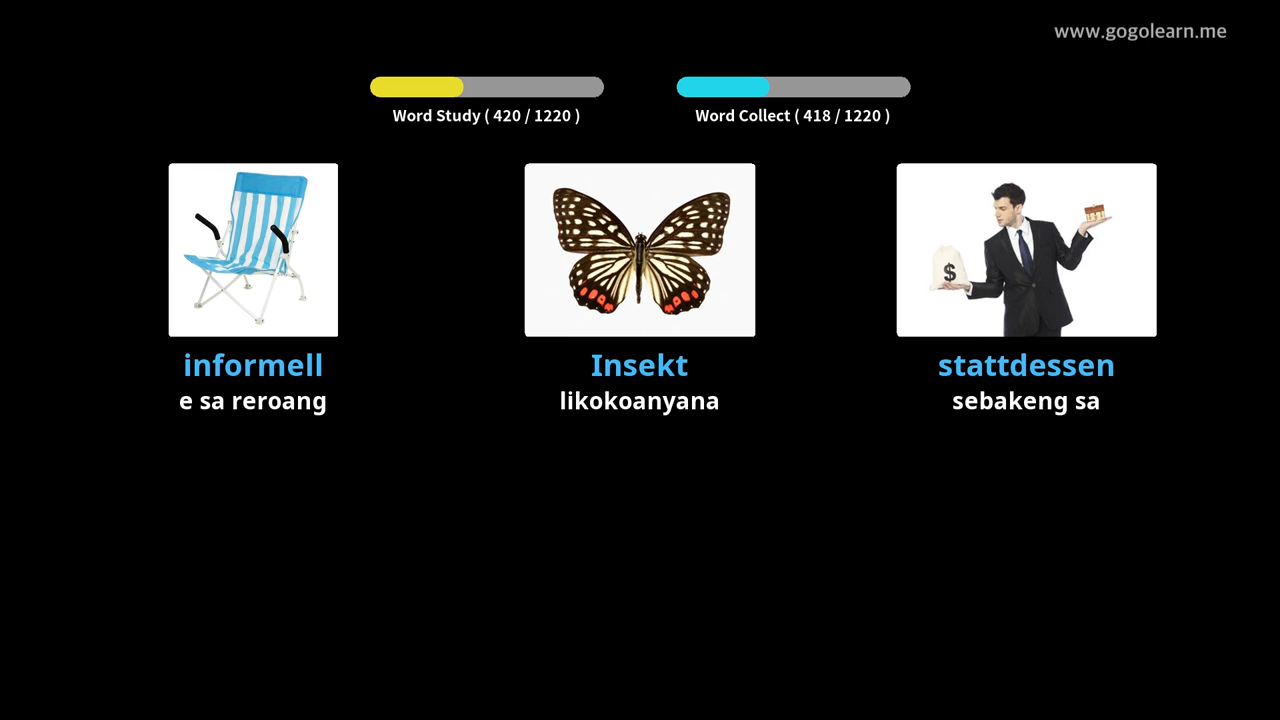 www.gogolearn.me
Word Study ( 420 / 1220 )
Word Collect ( 418 / 1220 )
$
informell
e sa reroang
Insekt
likokoanyana
stattdessen
sebakeng sa